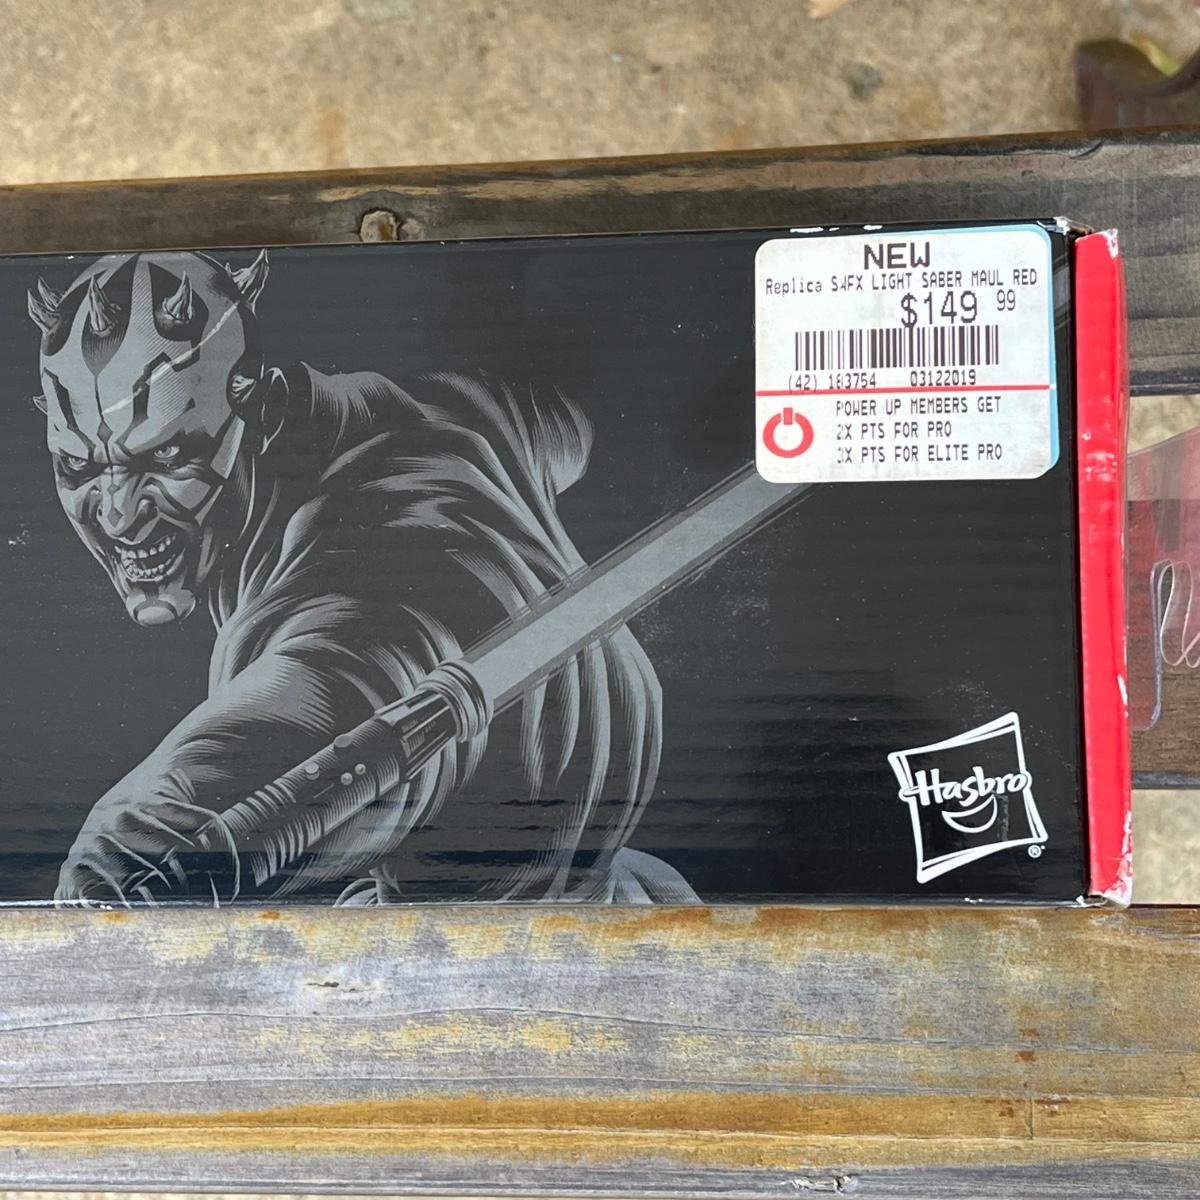 NEW
Replica SWFX LIGHT SABER MAUL RED
$149 99
(42) 183754 03122019
POWER UP MEMBERS GET
2X PTS FOR PRO
3X PTS FOR ELITE PRO
Hasbro
®